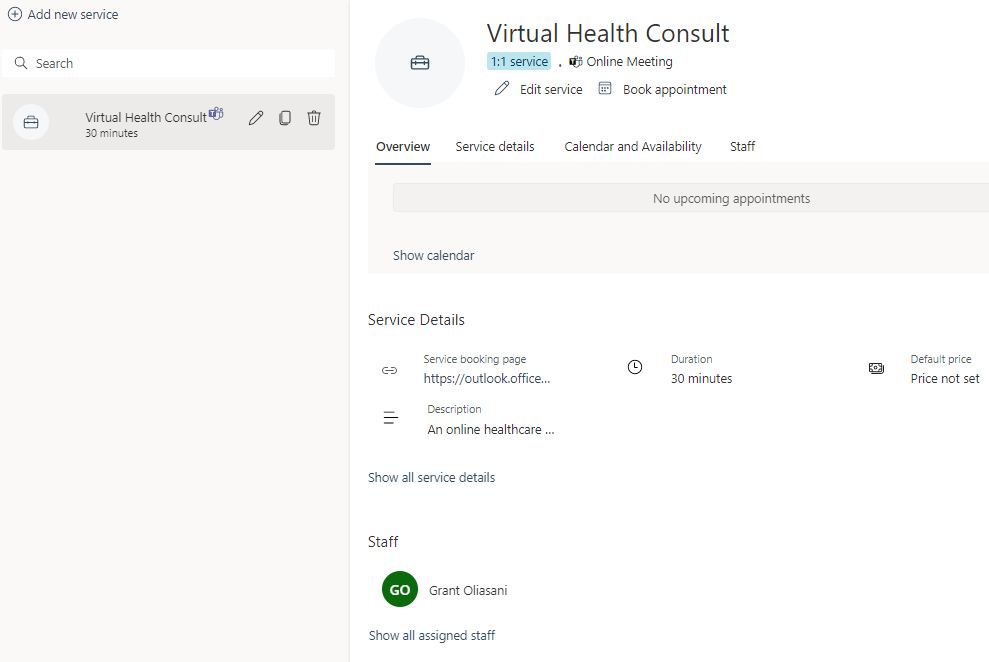 Add new service
Search
Virtual Health Consult
30 minutes
Virtual Health Consult
1:1 service . Online Meeting
Edit service Book appointment
Overview Service details Calendar and Availability Staff
No upcoming appointments
Show calendar
Service Details
Service booking page
https://outlook.office...
Duration
30 minutes
Default price
Price not set
Description
An online healthcare ...
Show all service details
Staff
GO Grant Oliasani
Show all assigned staff